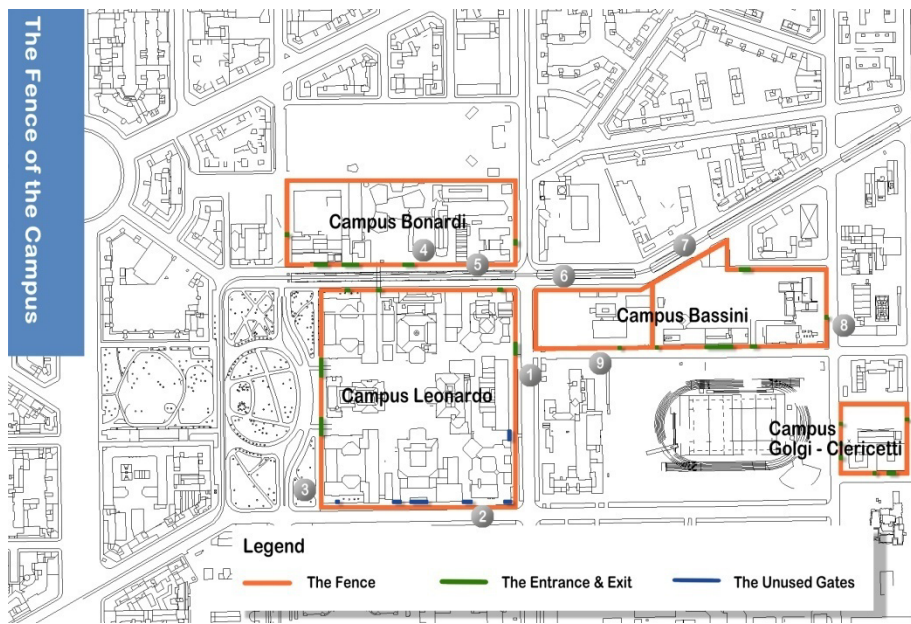 The Fence of the Campus
Campus Bonardi
4
5
6
7
Campus Bassini
8
9
1
Campus Leonardo
Campus
Golgi - Clericetti
3
2
Legend
The Fence
The Entrance & Exit
The Unused Gates